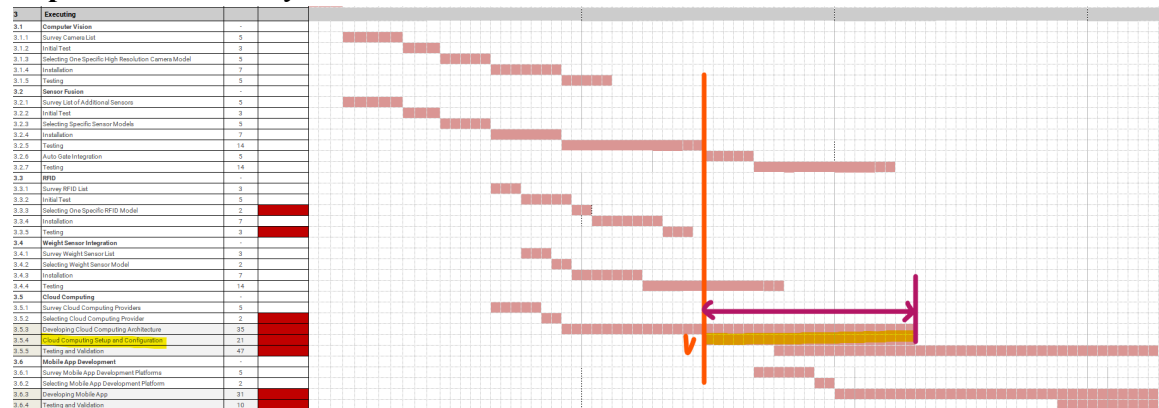 3 Executing
3.1 Computer Vision -
3.1.1 Survey Camera List 5
3.1.2 Initial Test 3
3.1.3 Selecting One Specific High Resolution Camera Model 5
3.1.4 Installation 7
3.1.5 Testing 5
3.2 Sensor Fusion -
3.2.1 Survey List of Additional Sensors 5
3.2.2 Initial Test 3
3.2.3 Selecting Specific Sensor Models 5
3.2.4 Installation 7
3.2.5 Testing 14
3.2.6 Auto Gate Integration 5
3.2.7 Testing 14
3.3 RFID -
3.3.1 Survey RFID List 3
3.3.2 Initial Test 5
3.3.3 Selecting One Specific RFID Model 2
3.3.4 Installation 7
3.3.5 Testing 3
3.4 Weight Sensor Integration -
3.4.1 Survey Weight Sensor List 3
3.4.2 Selecting Weight Sensor Model 2
3.4.3 Installation 7
3.4.4 Testing 14
3.5 Cloud Computing -
3.5.1 Survey Cloud Computing Providers 5
3.5.2 Selecting Cloud Computing Provider 2
3.5.3 Developing Cloud Computing Architecture 35
3.5.4 Cloud Computing Setup and Configuration 21
3.5.5 Testing and Validation 47
3.6 Mobile App Development -
3.6.1 Survey Mobile App Development Platforms 5
3.6.2 Selecting Mobile App Development Platform 2
3.6.3 Developing Mobile App 31
3.6.4 Testing and Validation 10